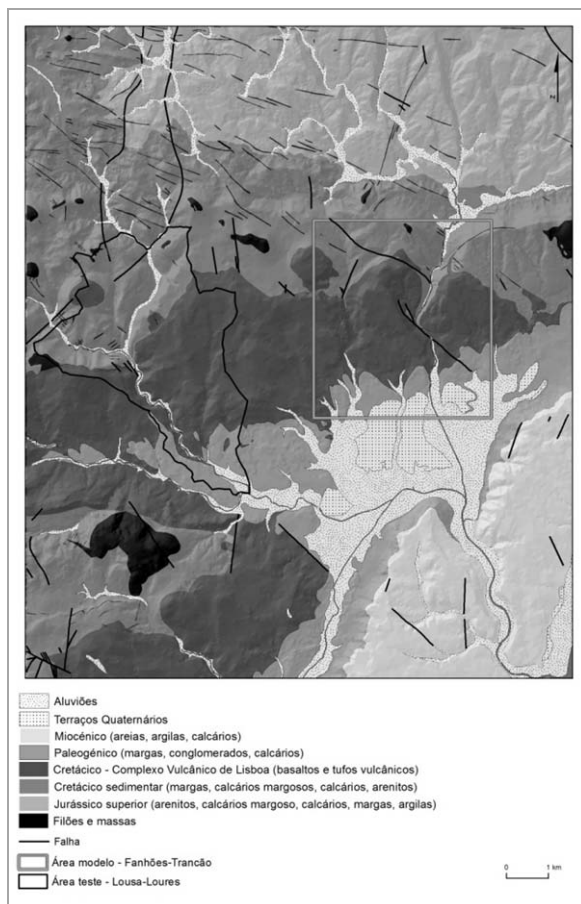 N
Aluviões
Terraços Quaternários
Miocénico (areias, argilas, calcários)
Paleogénico (margas, conglomerados, calcários)
Cretácico - Complexo Vulcânico de Lisboa (basaltos e tufos vulcânicos)
Cretácico sedimentar (margas, calcários margosos, calcários, arenitos)
Jurássico superior (arenitos, calcários margoso, calcários, margas, argilas)
Filões e massas
Falha
Área modelo - Fanhões-Trancão
Área teste - Lousa-Loures
0 1 km